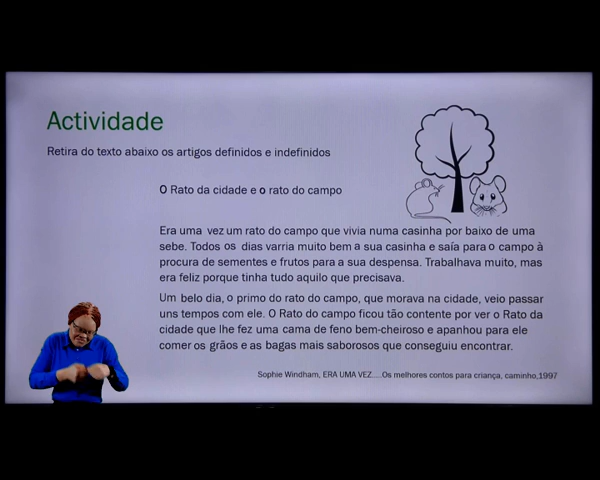 Actividade
Retira do texto abaixo os artigos definidos e indefinidos
O Rato da cidade e o rato do campo
Era uma vez um rato do campo que vivia numa casinha por baixo de uma
sebe. Todos os dias varria muito bem a sua casinha e saía para o campo à
procura de sementes e frutos para a sua despensa. Trabalhava muito, mas
era feliz porque tinha tudo aquilo que precisava.
Um belo dia, o primo do rato do campo, que morava na cidade, veio passar
uns tempos com ele. O Rato do campo ficou tão contente por ver o Rato da
cidade que lhe fez uma cama de feno bem-cheiroso e apanhou para ele
comer os grãos e as bagas mais saborosos que conseguiu encontrar.
Sophie Windham, ERA UMA VEZ.....Os melhores contos para criança, caminho,1997